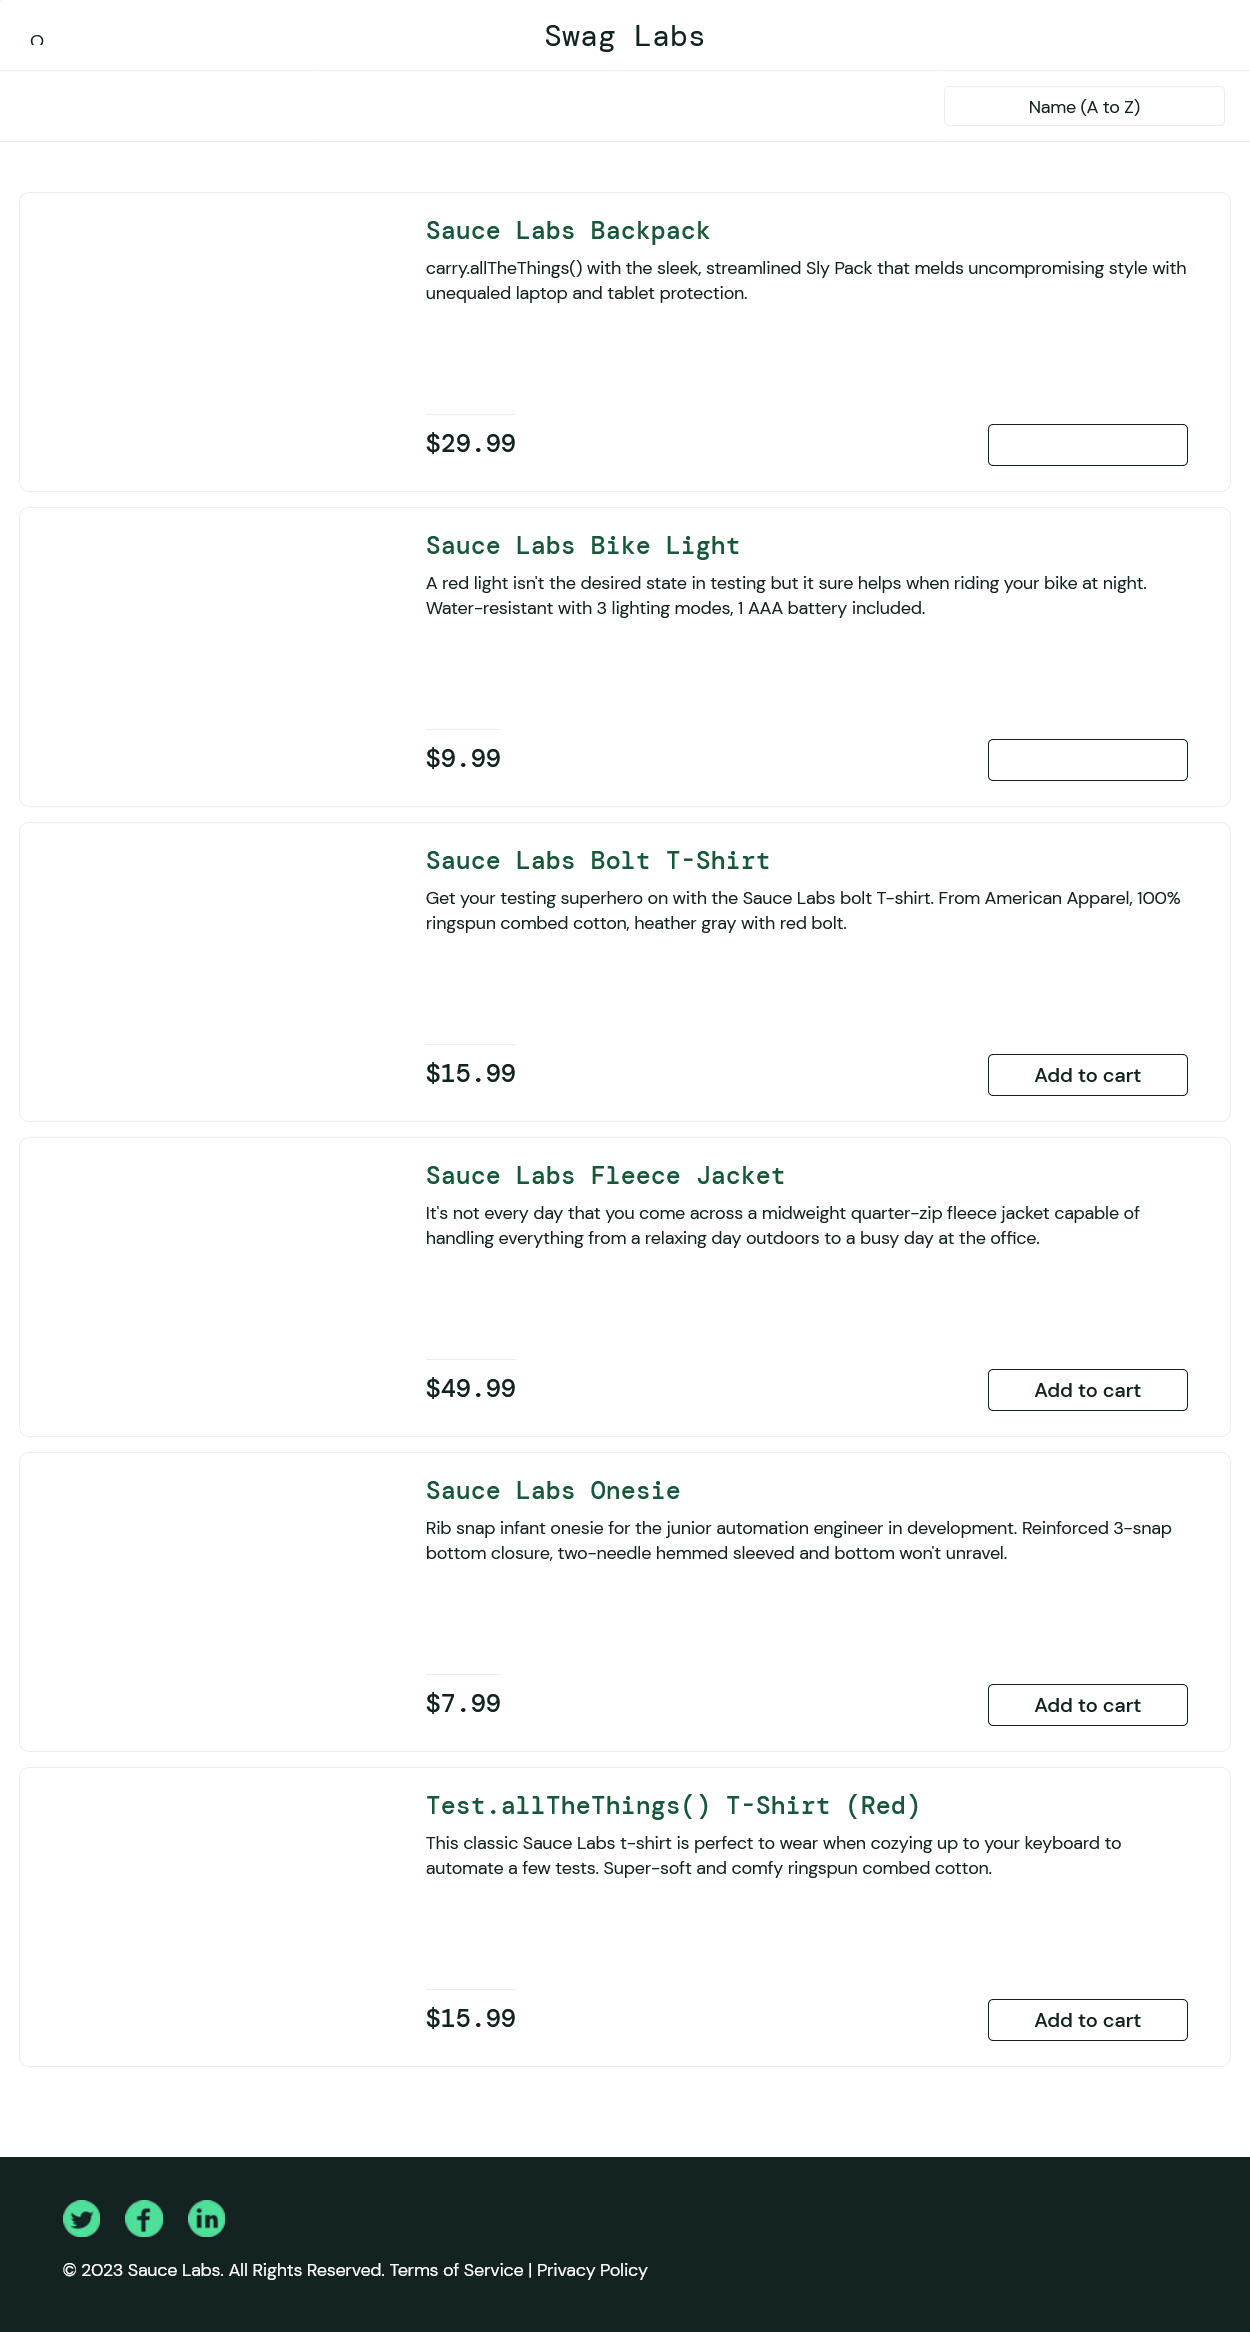 Swag Labs
Name (A to Z)
Sauce Labs Backpack
carry.allTheThings() with the sleek, streamlined Sly Pack that melds uncompromising style with
unequaled laptop and tablet protection.
$29.99
Sauce Labs Bike Light
A red light isn't the desired state in testing but it sure helps when riding your bike at night.
Water-resistant with 3 lighting modes, 1 AAA battery included.
$9.99
Sauce Labs Bolt T-Shirt
Get your testing superhero on with the Sauce Labs bolt T-shirt. From American Apparel, 100%
ringspun combed cotton, heather gray with red bolt.
$15.99
Add to cart
Sauce Labs Fleece Jacket
It's not every day that you come across a midweight quarter-zip fleece jacket capable of
handling everything from a relaxing day outdoors to a busy day at the office.
$49.99
Add to cart
Sauce Labs Onesie
Rib snap infant onesie for the junior automation engineer in development. Reinforced 3-snap
bottom closure, two-needle hemmed sleeved and bottom won't unravel.
$7.99
Add to cart
Test.allTheThings() T-Shirt (Red)
This classic Sauce Labs t-shirt is perfect to wear when cozying up to your keyboard to
automate a few tests. Super-soft and comfy ringspun combed cotton.
$15.99
Add to cart
© 2023 Sauce Labs. All Rights Reserved. Terms of Service | Privacy Policy